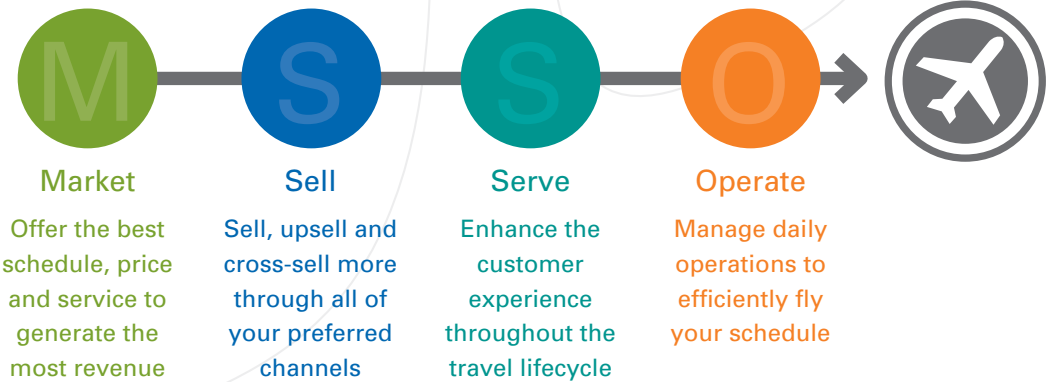 M
S
S
O
Market
Offer the best
schedule, price
and service to
generate the
most revenue
Sell
Sell, upsell and
cross-sell more
through all of
your preferred
channels
Serve
Enhance the
customer
experience
throughout the
travel lifecycle
Operate
Manage daily
operations to
efficiently fly
your schedule